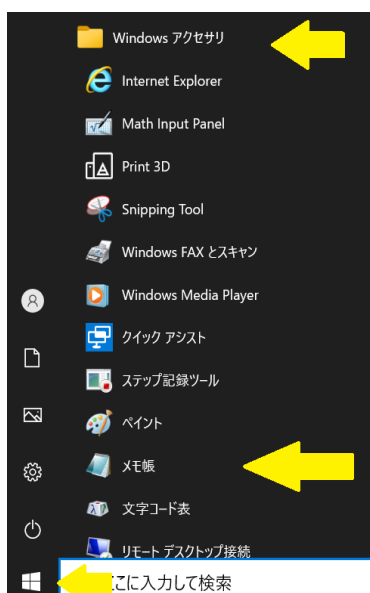 Windows アクセサリ
Internet Explorer
Math Input Panel
Print 3D
Snipping Tool
Windows FAX とスキャン
Windows Media Player
クイック アシスト
ステップ記録ツール
ペイント
メモ帳
文字コード表
リモート デスクトップ接続
こに入力して検索